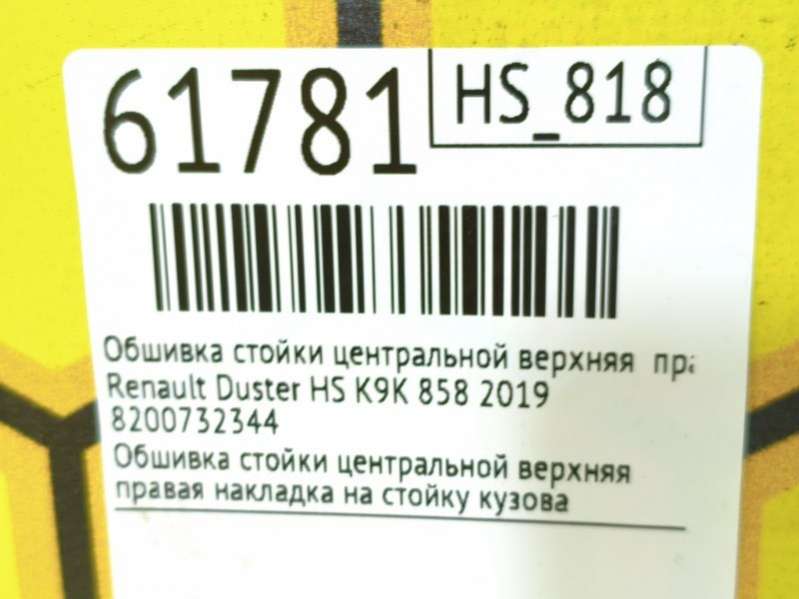 61781
HS_818
Обшивка стойки центральной верхняя пра
Renault Duster HS K9K 858 2019
8200732344
Обшивка стойки центральной верхняя
правая накладка на стойку кузова